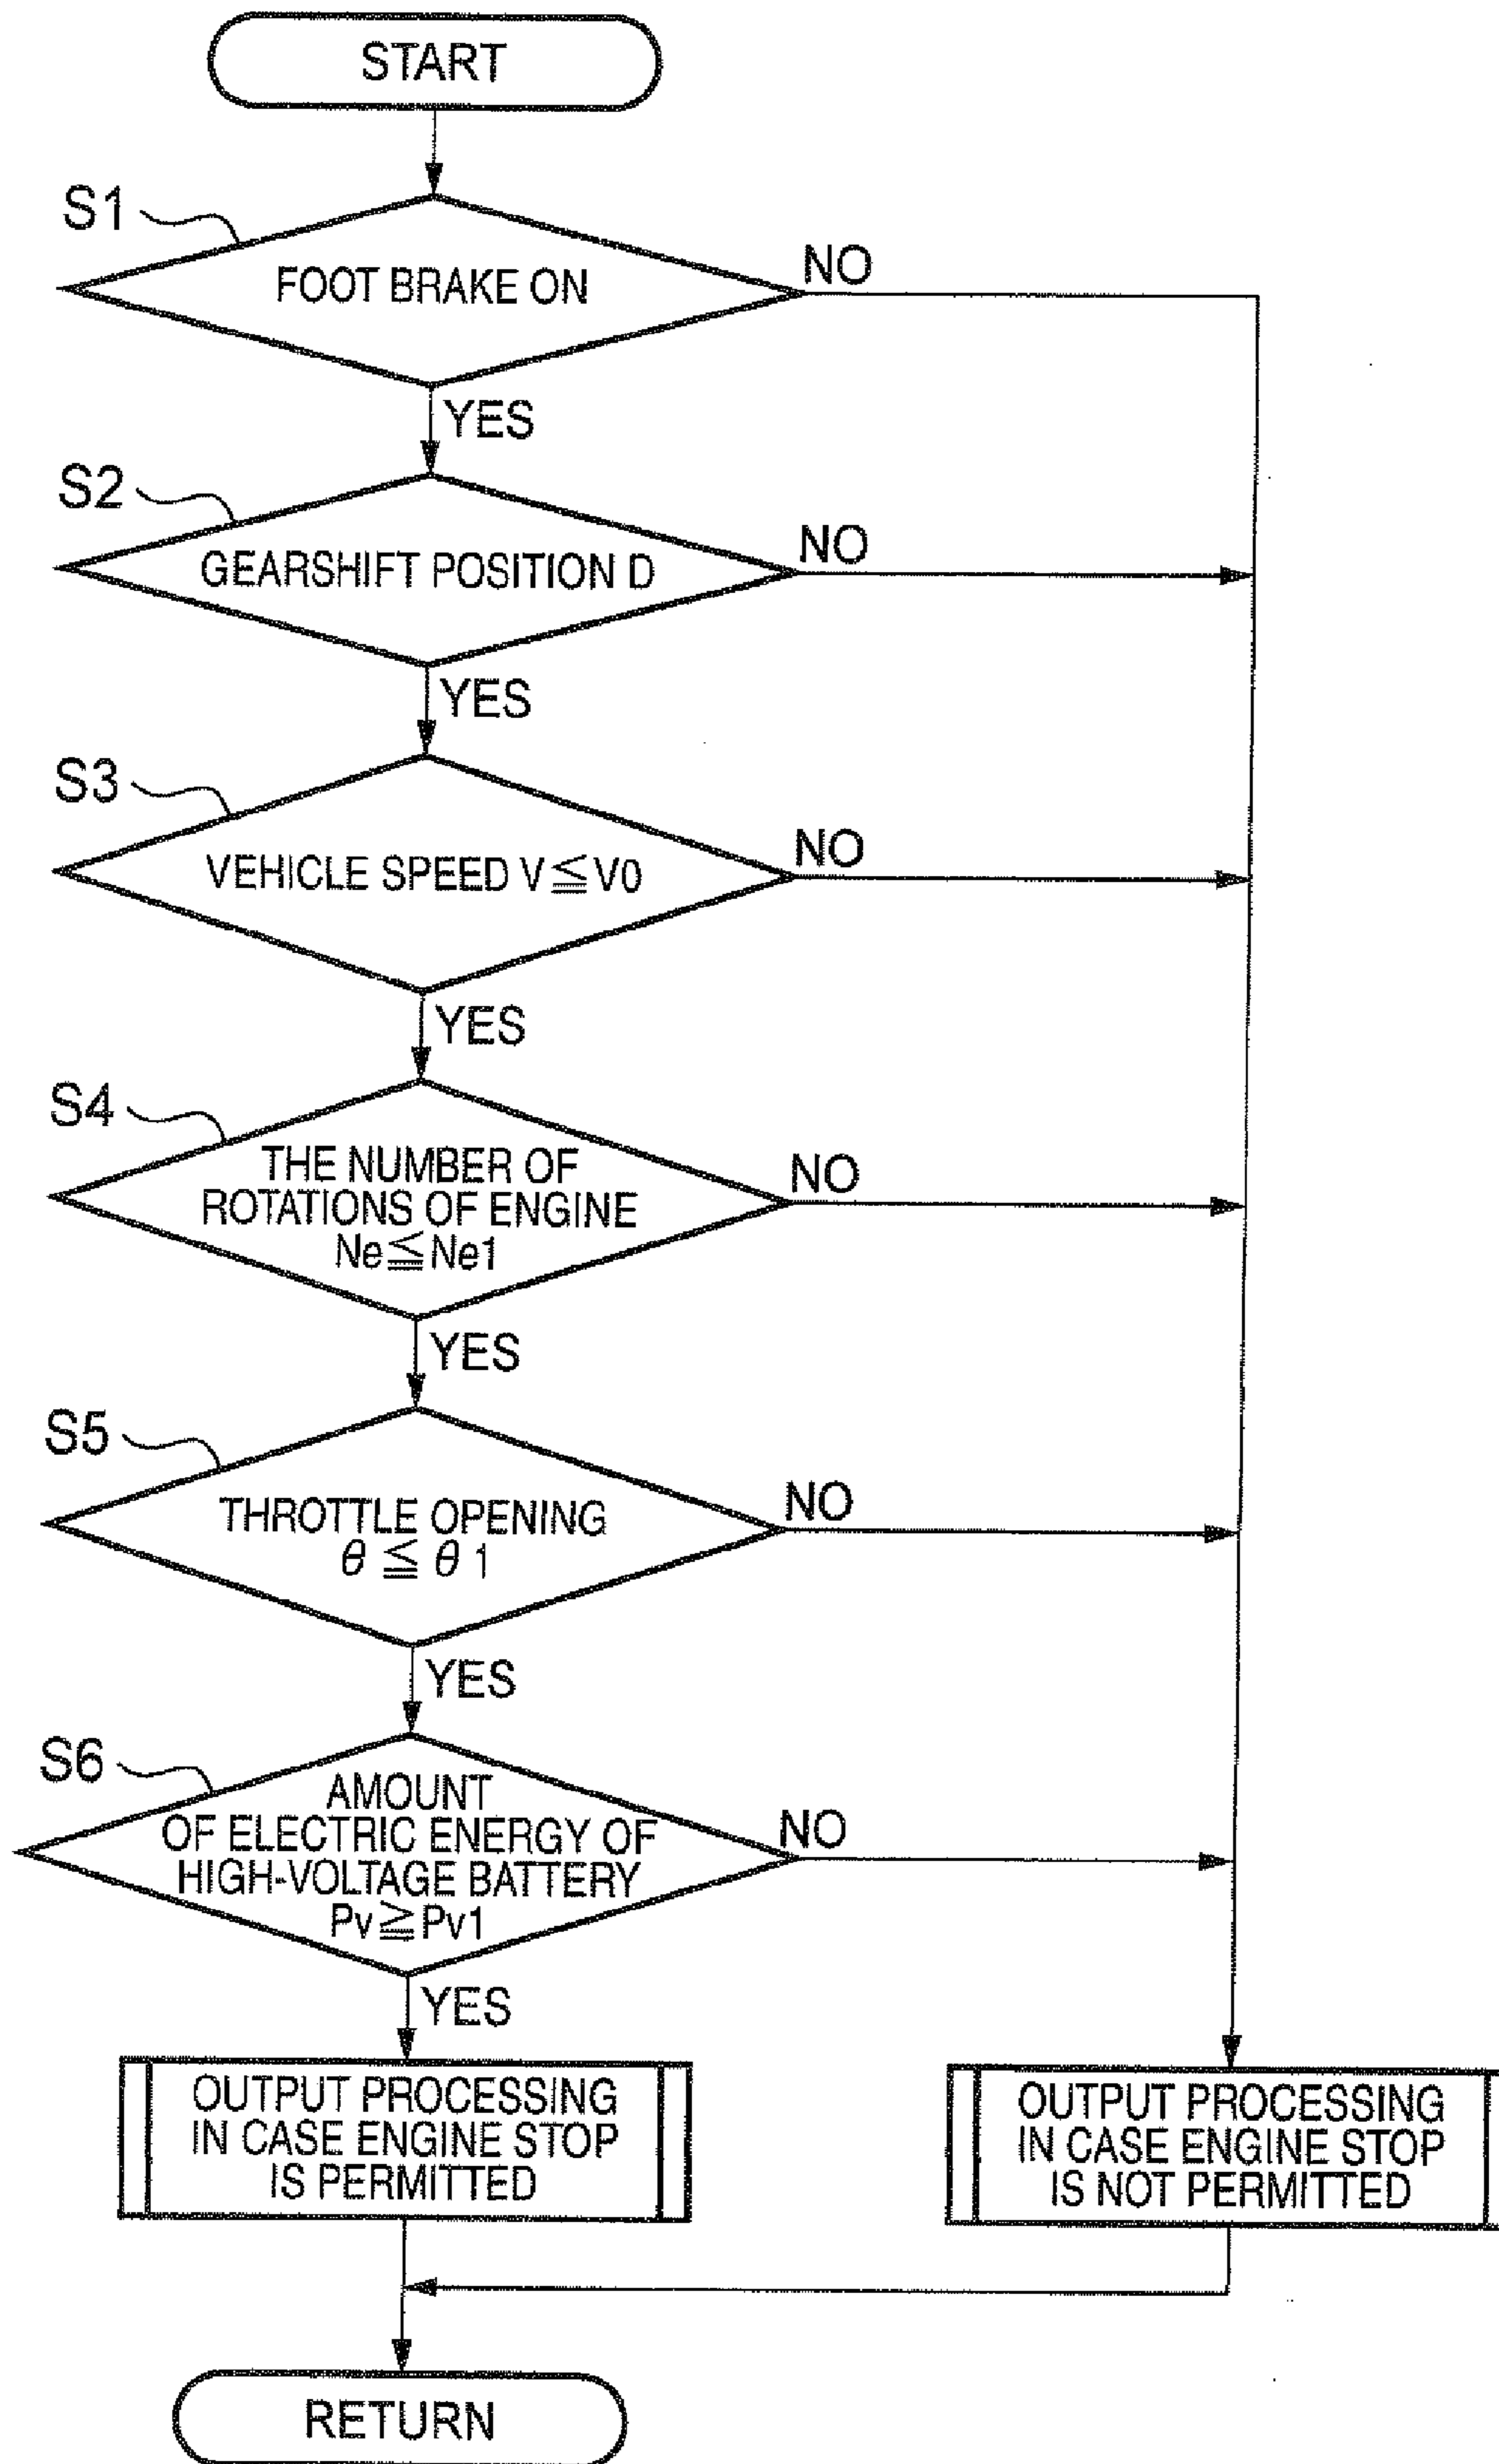 START
S1
FOOT BRAKE ON
NO
YES
S2
GEARSHIFT POSITION D
NO
YES
S3
VEHICLE SPEED V≦V0
NO
YES
S4
THE NUMBER OF
ROTATIONS OF ENGINE
Ne≦Ne1
NO
YES
S5
THROTTLE OPENING
θ ≦ θ 1
NO
YES
S6
AMOUNT
OF ELECTRIC ENERGY OF
HIGH-VOLTAGE BATTERY
Pv≧Pv1
NO
YES
OUTPUT PROCESSING
IN CASE ENGINE STOP
IS PERMITTED
OUTPUT PROCESSING
IN CASE ENGINE STOP
IS NOT PERMITTED
RETURN